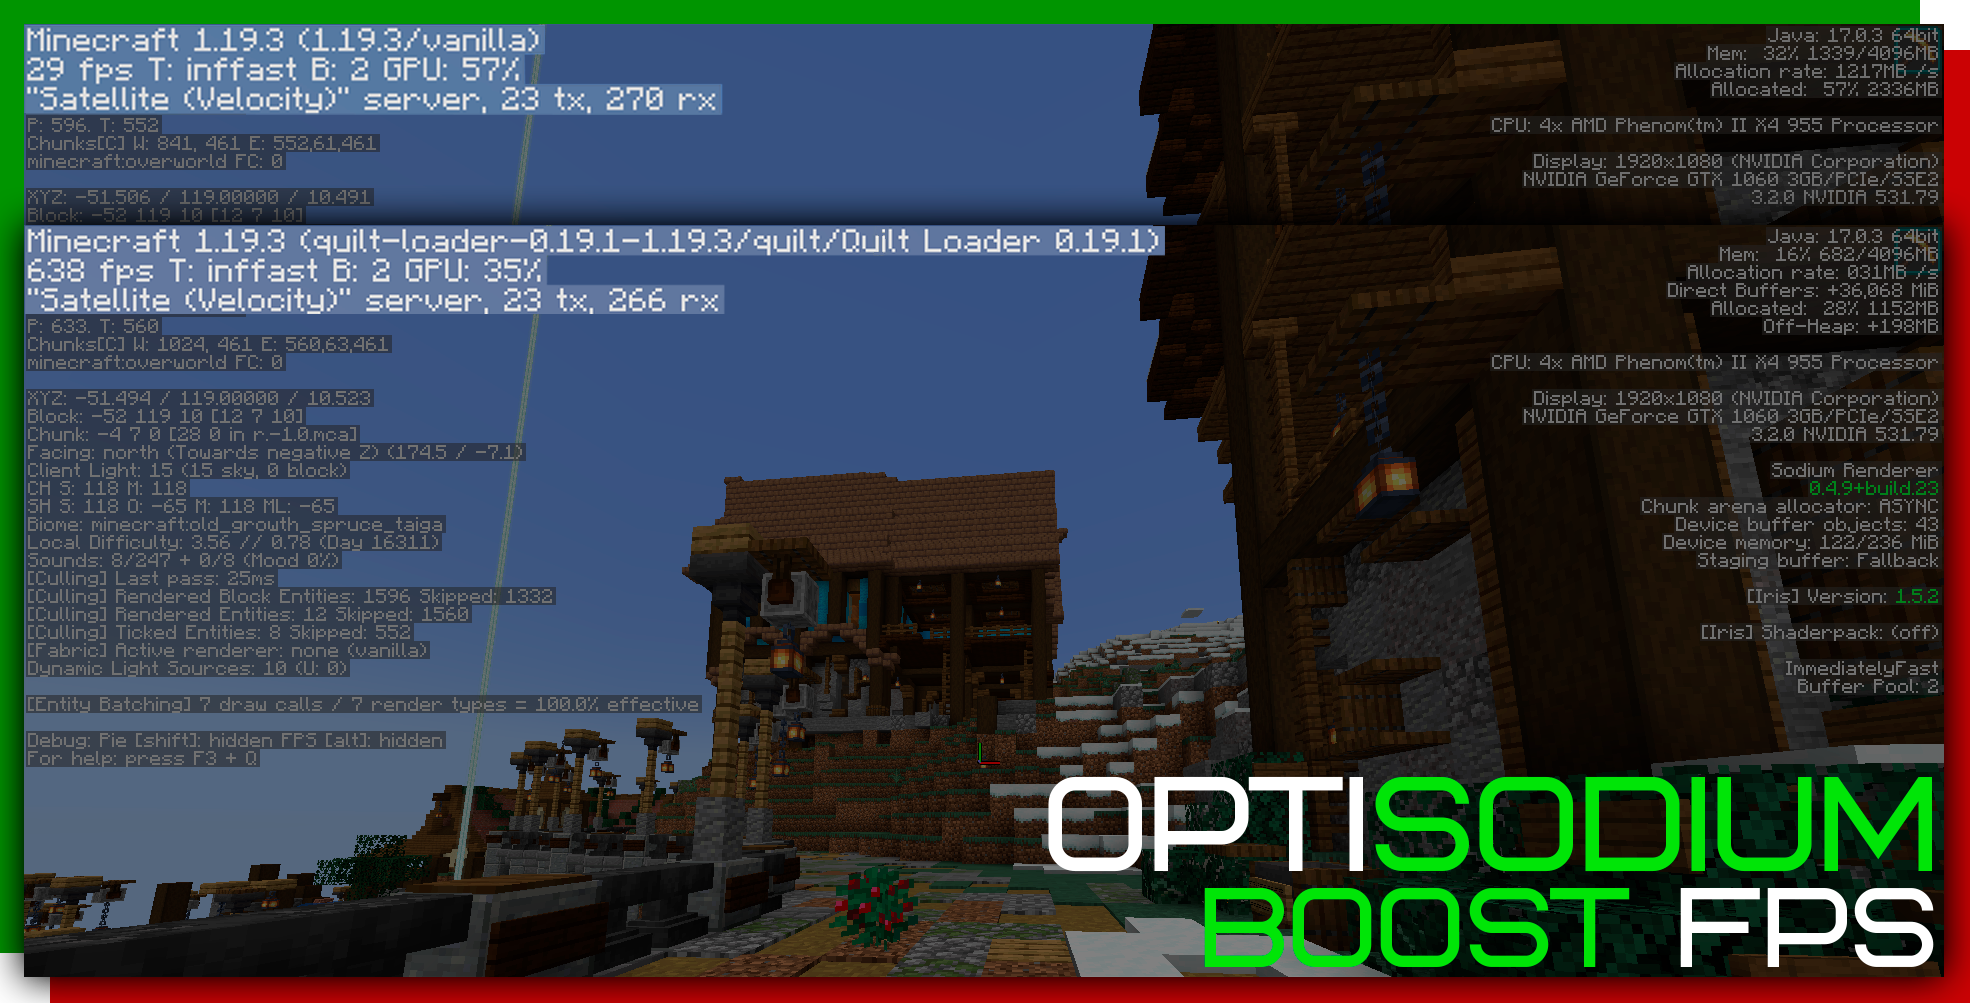 Minecraft 1.19.3 (1.19.3/vanilla)
29 fps T: inffast B: 2 GPU: 57%
"Satellite (Velocity)" server, 23 tx, 270 rx
P: 596. T: 552
Chunks[C] W: 841, 461 E: 552,61,461
minecraft:overworld FC: 0
XYZ: -51.506 / 119.00000 / 10.491
Block: -52 119 10 [12 7 10]
Java: 17.0.3 64bit
Mem: 32% 1339/4096MB
Allocation rate: 1217MB /s
Allocated: 57% 2336MB
CPU: 4x AMD Phenom(tm) II X4 955 Processor
Display: 1920x1080 (NVIDIA Corporation)
NVIDIA GeForce GTX 1060 3GB/PCIe/SSE2
3.2.0 NVIDIA 531.79
Minecraft 1.19.3 (quilt-loader-0.19.1-1.19.3/quilt/Quilt Loader 0.19.1)
638 fps T: inffast B: 2 GPU: 35%
"Satellite (Velocity)" server, 23 tx, 266 rx
P: 633. T: 560
Chunks[C] W: 1024, 461 E: 560,63,461
minecraft:overworld FC: 0
XYZ: -51.494 / 119.00000 / 10.523
Block: -52 119 10 [12 7 10]
Chunk: -4 7 0 [28 0 in r.-1.0.mca]
Facing: north (Towards negative Z) (174.5 / -7.1)
Client Light: 15 (15 sky, 0 block)
CH S: 118 M: 118
SH S: 118 O: -65 M: 118 ML: -65
Biome: minecraft:old_growth_spruce_taiga
Local Difficulty: 3.56 // 0.78 (Day 16311)
Sounds: 8/247 + 0/8 (Mood 0%)
[Culling] Last pass: 25ms
[Culling] Rendered Block Entities: 1596 Skipped: 1332
[Culling] Rendered Entities: 12 Skipped: 1560
[Culling] Ticked Entities: 8 Skipped: 552
[Fabric] Active renderer: none (vanilla)
Dynamic Light Sources: 10 (U: 0)
[Entity Batching] 7 draw calls / 7 render types = 100.0% effective
Debug: Pie [shift]: hidden FPS [alt]: hidden
For help: press F3 + Q
Java: 17.0.3 64bit
Mem: 16% 682/4096MB
Allocation rate: 031MB /s
Direct Buffers: +36,068 MiB
Allocated: 28% 1152MB
Off-Heap: +198MB
CPU: 4x AMD Phenom(tm) II X4 955 Processor
Display: 1920x1080 (NVIDIA Corporation)
NVIDIA GeForce GTX 1060 3GB/PCIe/SSE2
3.2.0 NVIDIA 531.79
Sodium Renderer
0.4.9+build.23
Chunk arena allocator: ASYNC
Device buffer objects: 43
Device memory: 122/236 MiB
Staging buffer: Fallback
[Iris] Version: 1.5.2
[Iris] Shaderpack: (off)
ImmediatelyFast
Buffer Pool: 2
OPTISODIUM
BOOST FPS